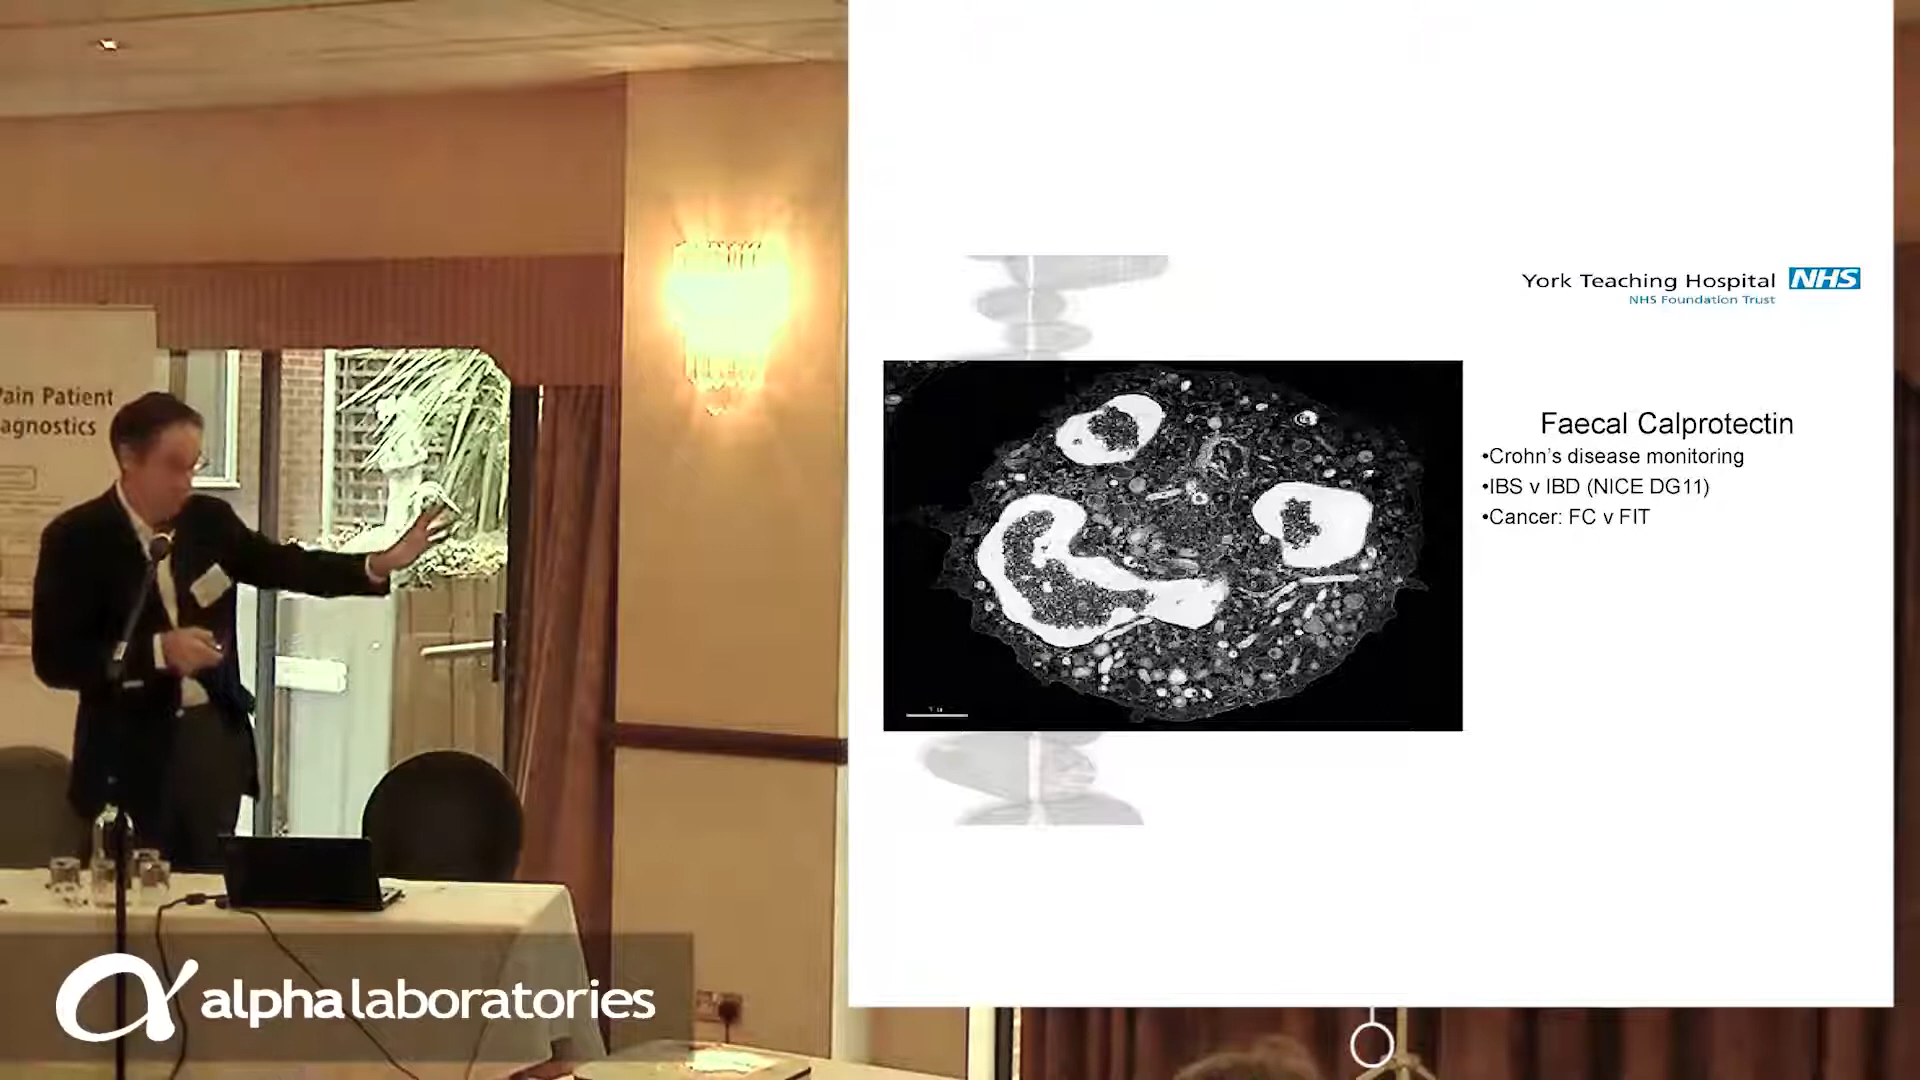 Pain Patient
agnostics
York Teaching Hospital NHS
NHS Foundation Trust
Faecal Calprotectin
•Crohn's disease monitoring
•IBS v IBD (NICE DG11)
•Cancer: FC v FIT
alphalaboratories